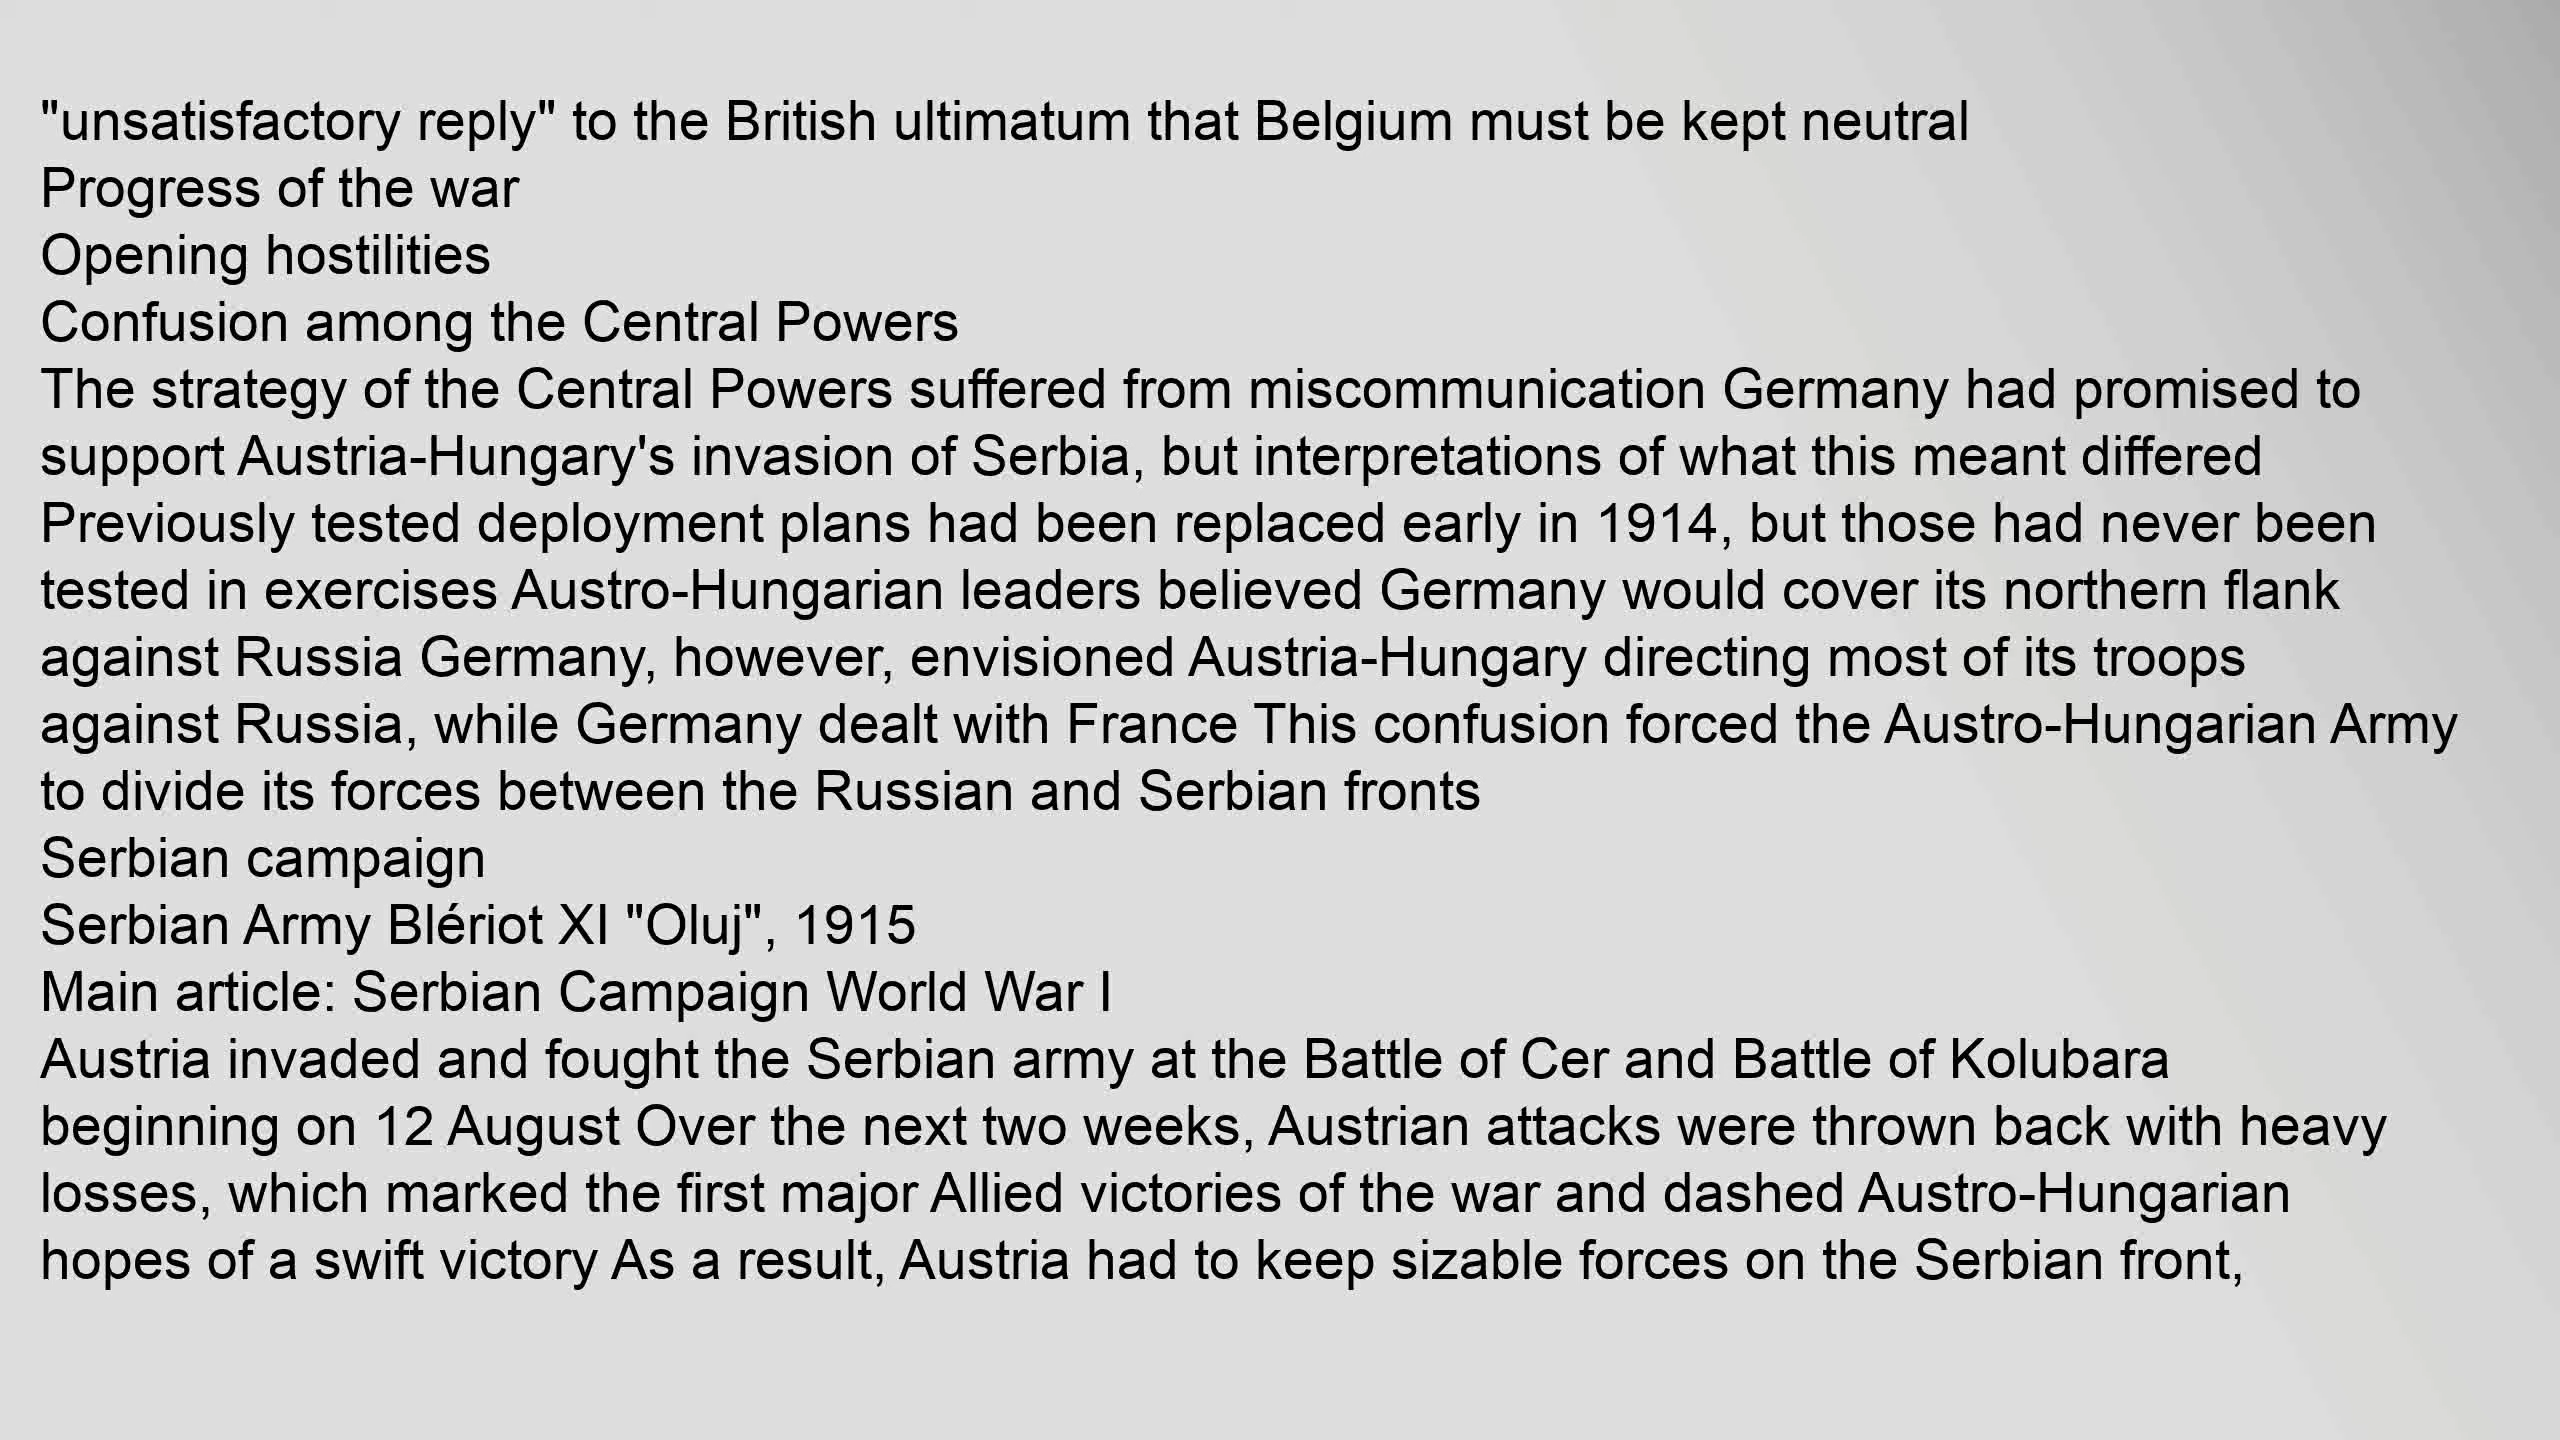 "unsatisfactory reply" to the British ultimatum that Belgium must be kept neutral
Progress of the war
Opening hostilities
Confusion among the Central Powers
The strategy of the Central Powers suffered from miscommunication Germany had promised to
support Austria-Hungary's invasion of Serbia, but interpretations of what this meant differed
Previously tested deployment plans had been replaced early in 1914, but those had never been
tested in exercises Austro-Hungarian leaders believed Germany would cover its northern flank
against Russia Germany, however, envisioned Austria-Hungary directing most of its troops
against Russia, while Germany dealt with France This confusion forced the Austro-Hungarian Army
to divide its forces between the Russian and Serbian fronts
Serbian campaign
Serbian Army Blériot XI "Oluj", 1915
Main article: Serbian Campaign World War I
Austria invaded and fought the Serbian army at the Battle of Cer and Battle of Kolubara
beginning on 12 August Over the next two weeks, Austrian attacks were thrown back with heavy
losses, which marked the first major Allied victories of the war and dashed Austro-Hungarian
hopes of a swift victory As a result, Austria had to keep sizable forces on the Serbian front,